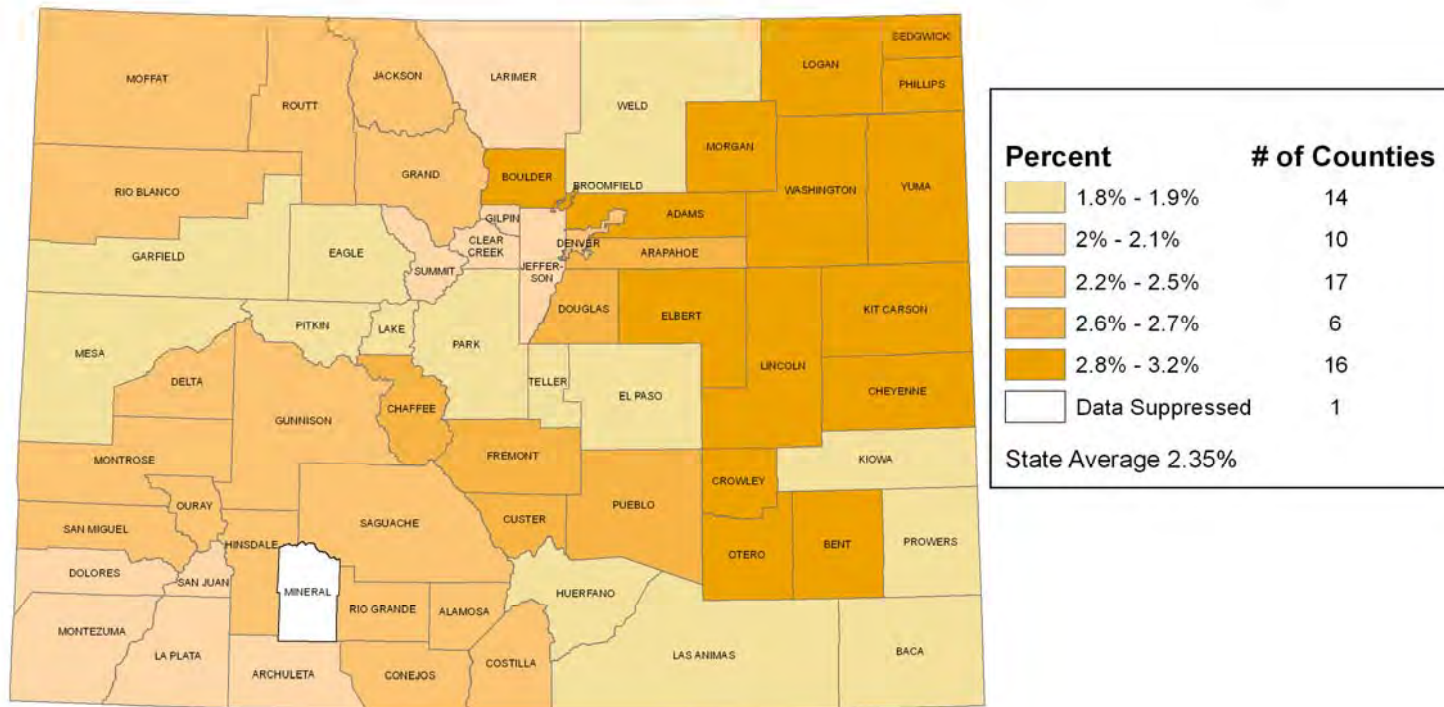 SEDGWICK
LOGAN
JACKSON
LARIMER
MOFFAT
PHILLIPS
ROUTT
WELD
MORGAN
RIO BLANCO
GRAND
BOULDER
WASHINGTON
YUMA
BROOMFIELD
GILPIN
ADAMS
CLEAR
CREEK
DENVER
GARFIELD
EAGLE
ARAPAHOE
SUMMIT
JEFFER-
SON
DOUGLAS
KIT CARSON
ELBERT
PITKIN
LAKE
PARK
MESA
LINCOLN
DELTA
TELLER
CHEYENNE
EL PASO
CHAFFEE
GUNNISON
FREMONT
MONTROSE
KIOWA
CROWLEY
OURAY
PUEBLO
SAGUACHE
CUSTER
SAN MIGUEL
HINSDALE
OTERO
BENT
PROWERS
DOLORES
SAN JUAN
MINERAL
HUERFANO
RIO GRANDE
ALAMOSA
MONTEZUMA
LA PLATA
LAS ANIMAS
BACA
COSTILLA
ARCHULETA
CONEJOS
Percent # of Counties
1.8% - 1.9% 14
2% - 2.1% 10
2.2% - 2.5% 17
2.6% - 2.7% 6
2.8% - 3.2% 16
Data Suppressed 1
State Average 2.35%